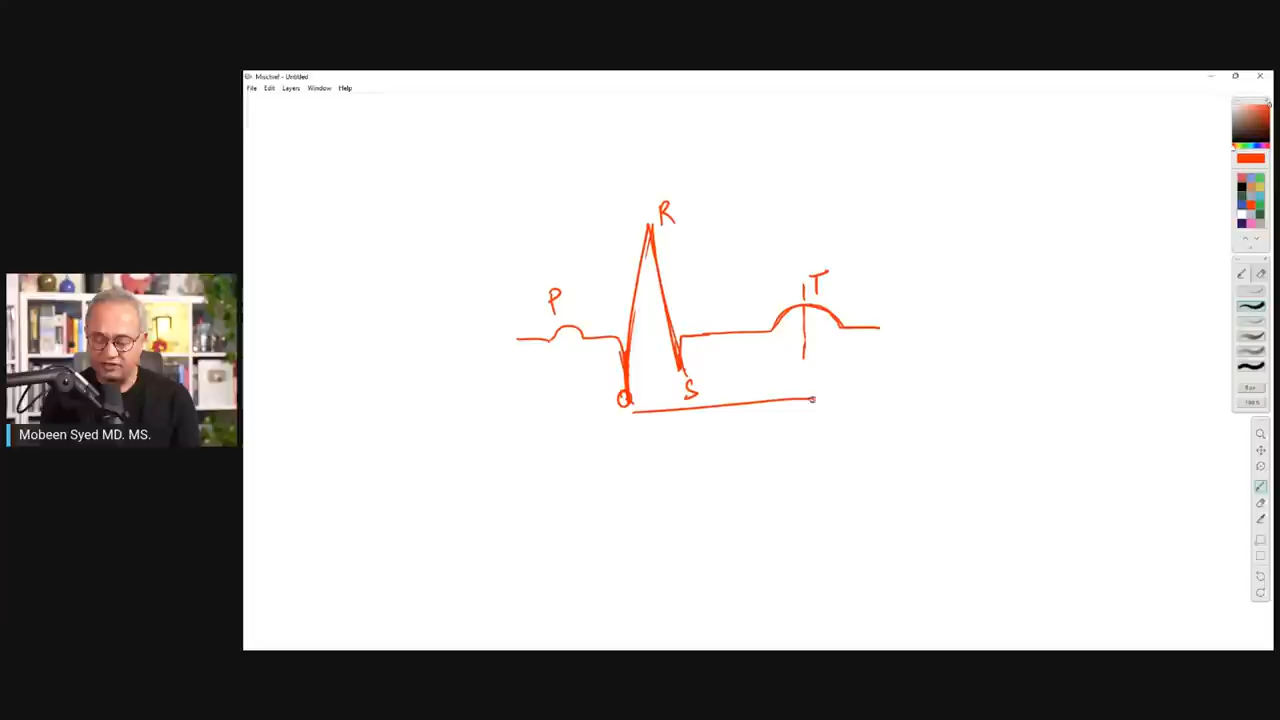 Mischief - Untitled
File Edit Layers Window Help
R
P
T
Q
S
Mobeen Syed MD. MS.